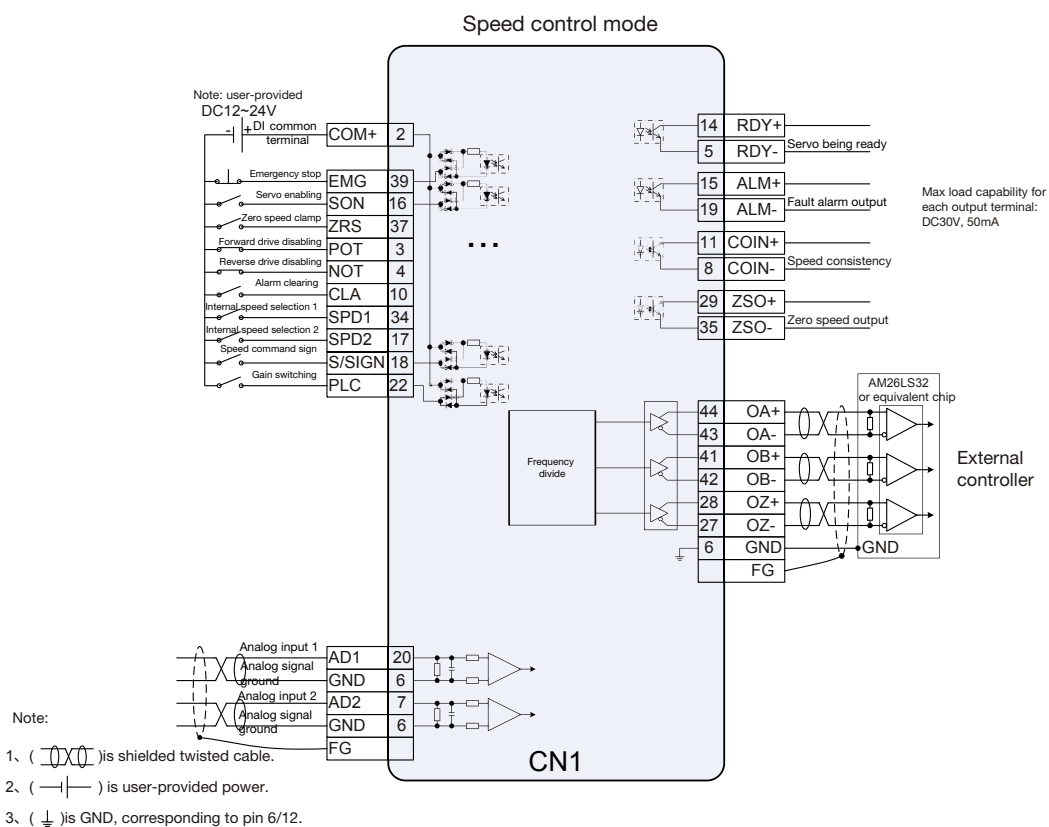 Speed control mode
Note: user-provided
DC12~24V
- + DI common
terminal
COM+ 2
Emergency stop
EMG 39
Servo enabling
SON 16
Zero speed clamp
ZRS 37
Forward drive disabling
POT 3
Reverse drive disabling
NOT 4
Alarm clearing
CLA 10
Internal speed selection 1
SPD1 34
Internal speed selection 2
SPD2 17
Speed command sign
S/SIGN 18
Gain switching
PLC 22
...
14 RDY+
5 RDY- Servo being ready
15 ALM+
19 ALM- Fault alarm output
11 COIN+
8 COIN- Speed consistency
29 ZSO+
35 ZSO- Zero speed output
Max load capability for
each output terminal:
DC30V, 50mA
Frequency
divide
44 OA+
43 OA-
41 OB+
42 OB-
28 OZ+
27 OZ-
6 GND
FG
AM26LS32
or equivalent chip
GND
External
controller
Analog input 1
AD1 20
Analog signal
ground
GND 6
Analog input 2
AD2 7
Analog signal
ground
GND 6
FG
CN1
Note:
1、( )is shielded twisted cable.
2、( ) is user-provided power.
3、( )is GND, corresponding to pin 6/12.